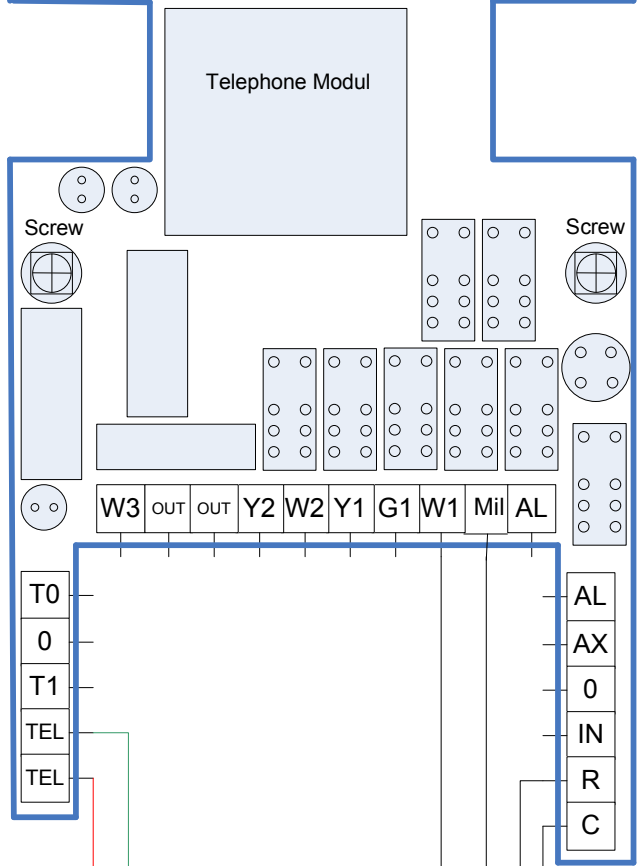 Telephone Modul
Screw
Screw
W3 OUT OUT Y2 W2 Y1 G1 W1 Mil AL
T0
0
T1
TEL
TEL
AL
AX
0
IN
R
C